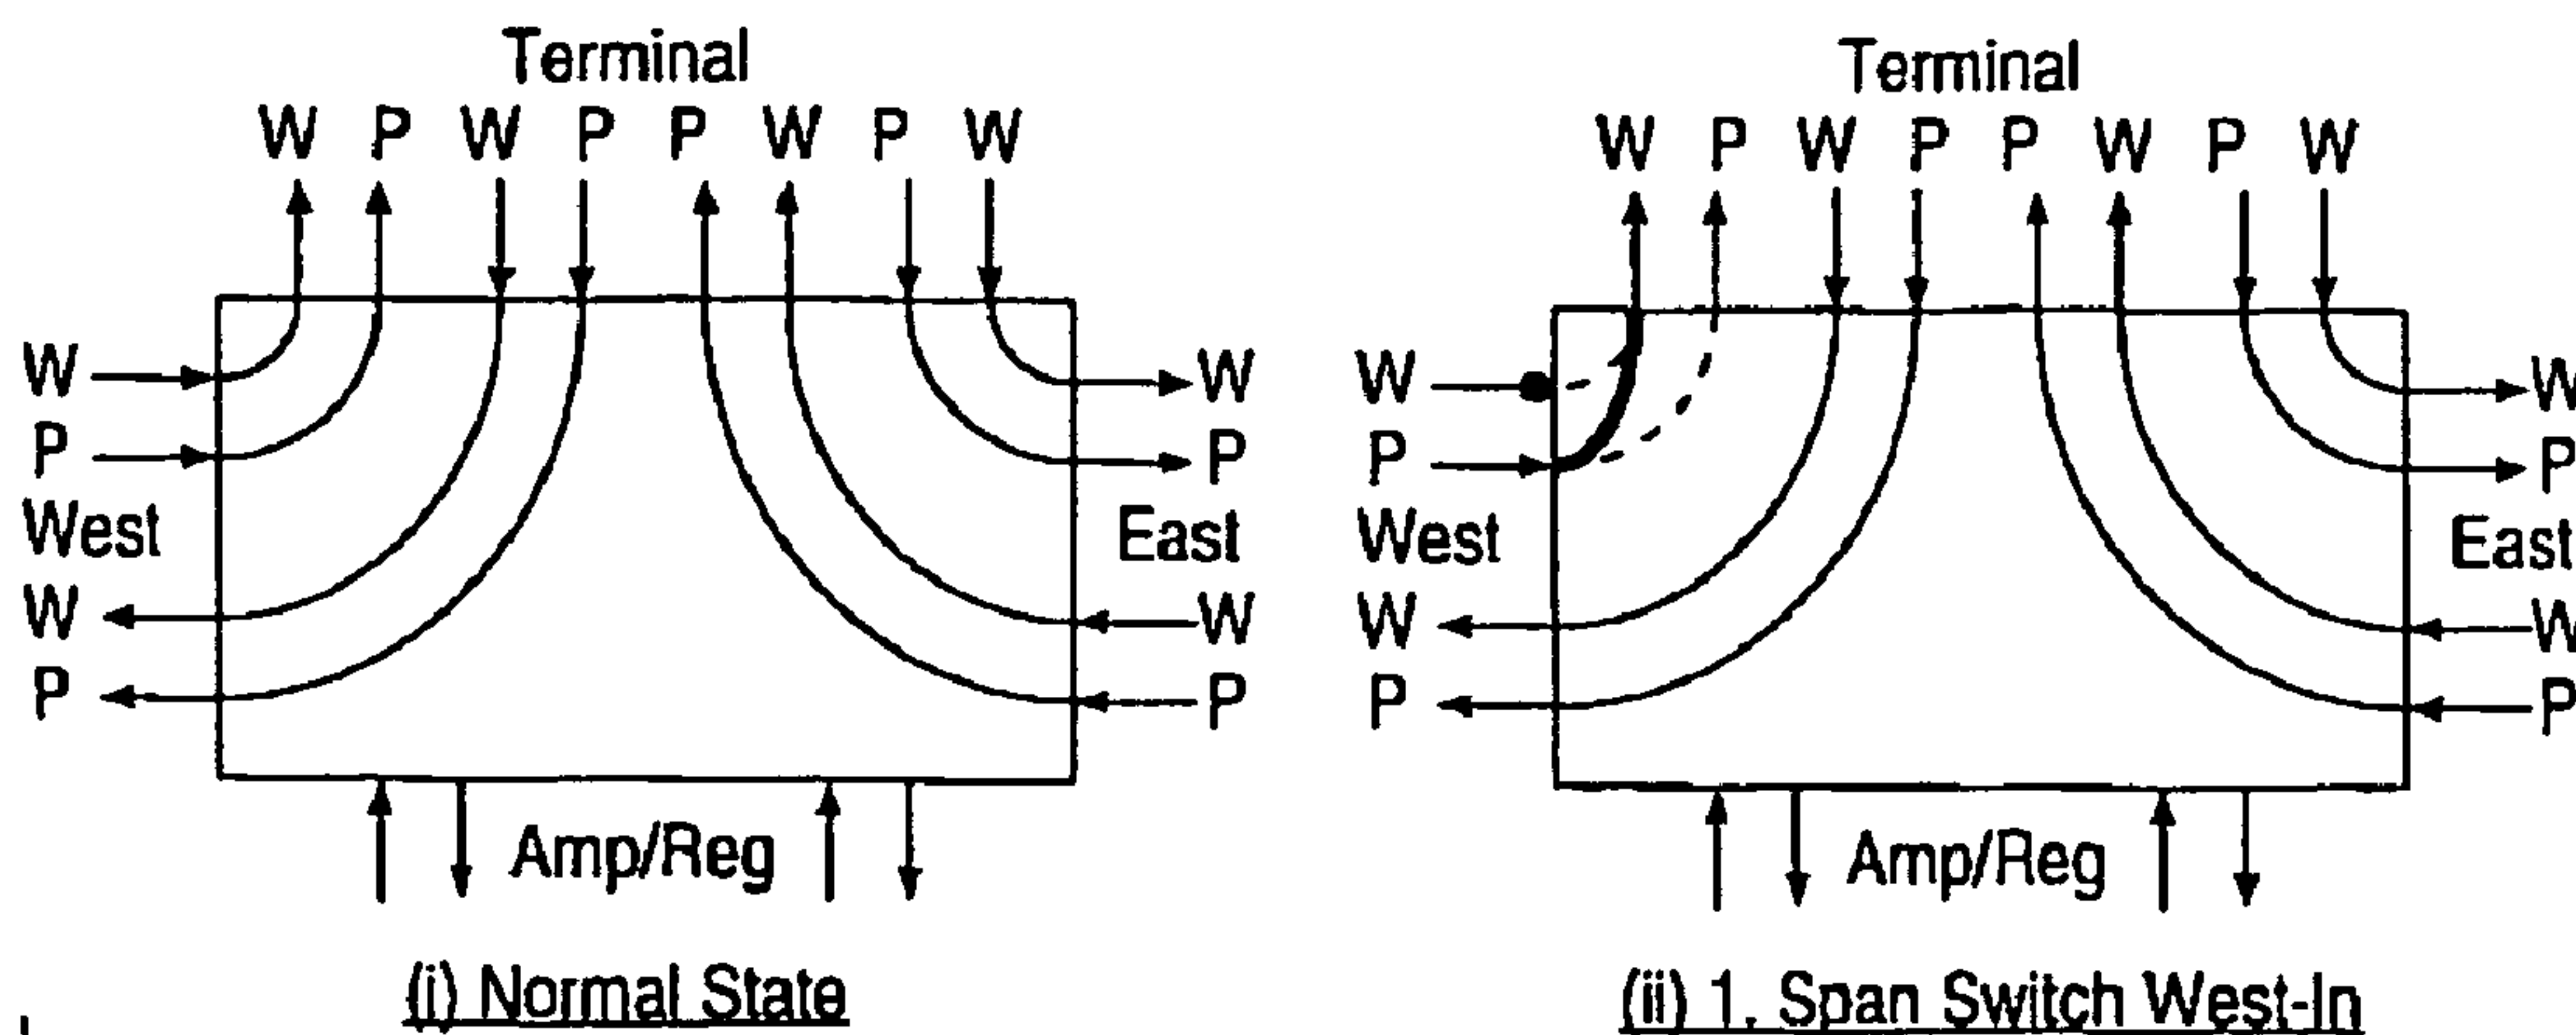 Terminal
W P W P P W P W
W W
P P
West East
W W
P P
Amp/Reg
(i) Normal State
Terminal
W P W P P W P W
W W
P P
West East
W W
P P
Amp/Reg
(ii) 1. Span Switch West-In